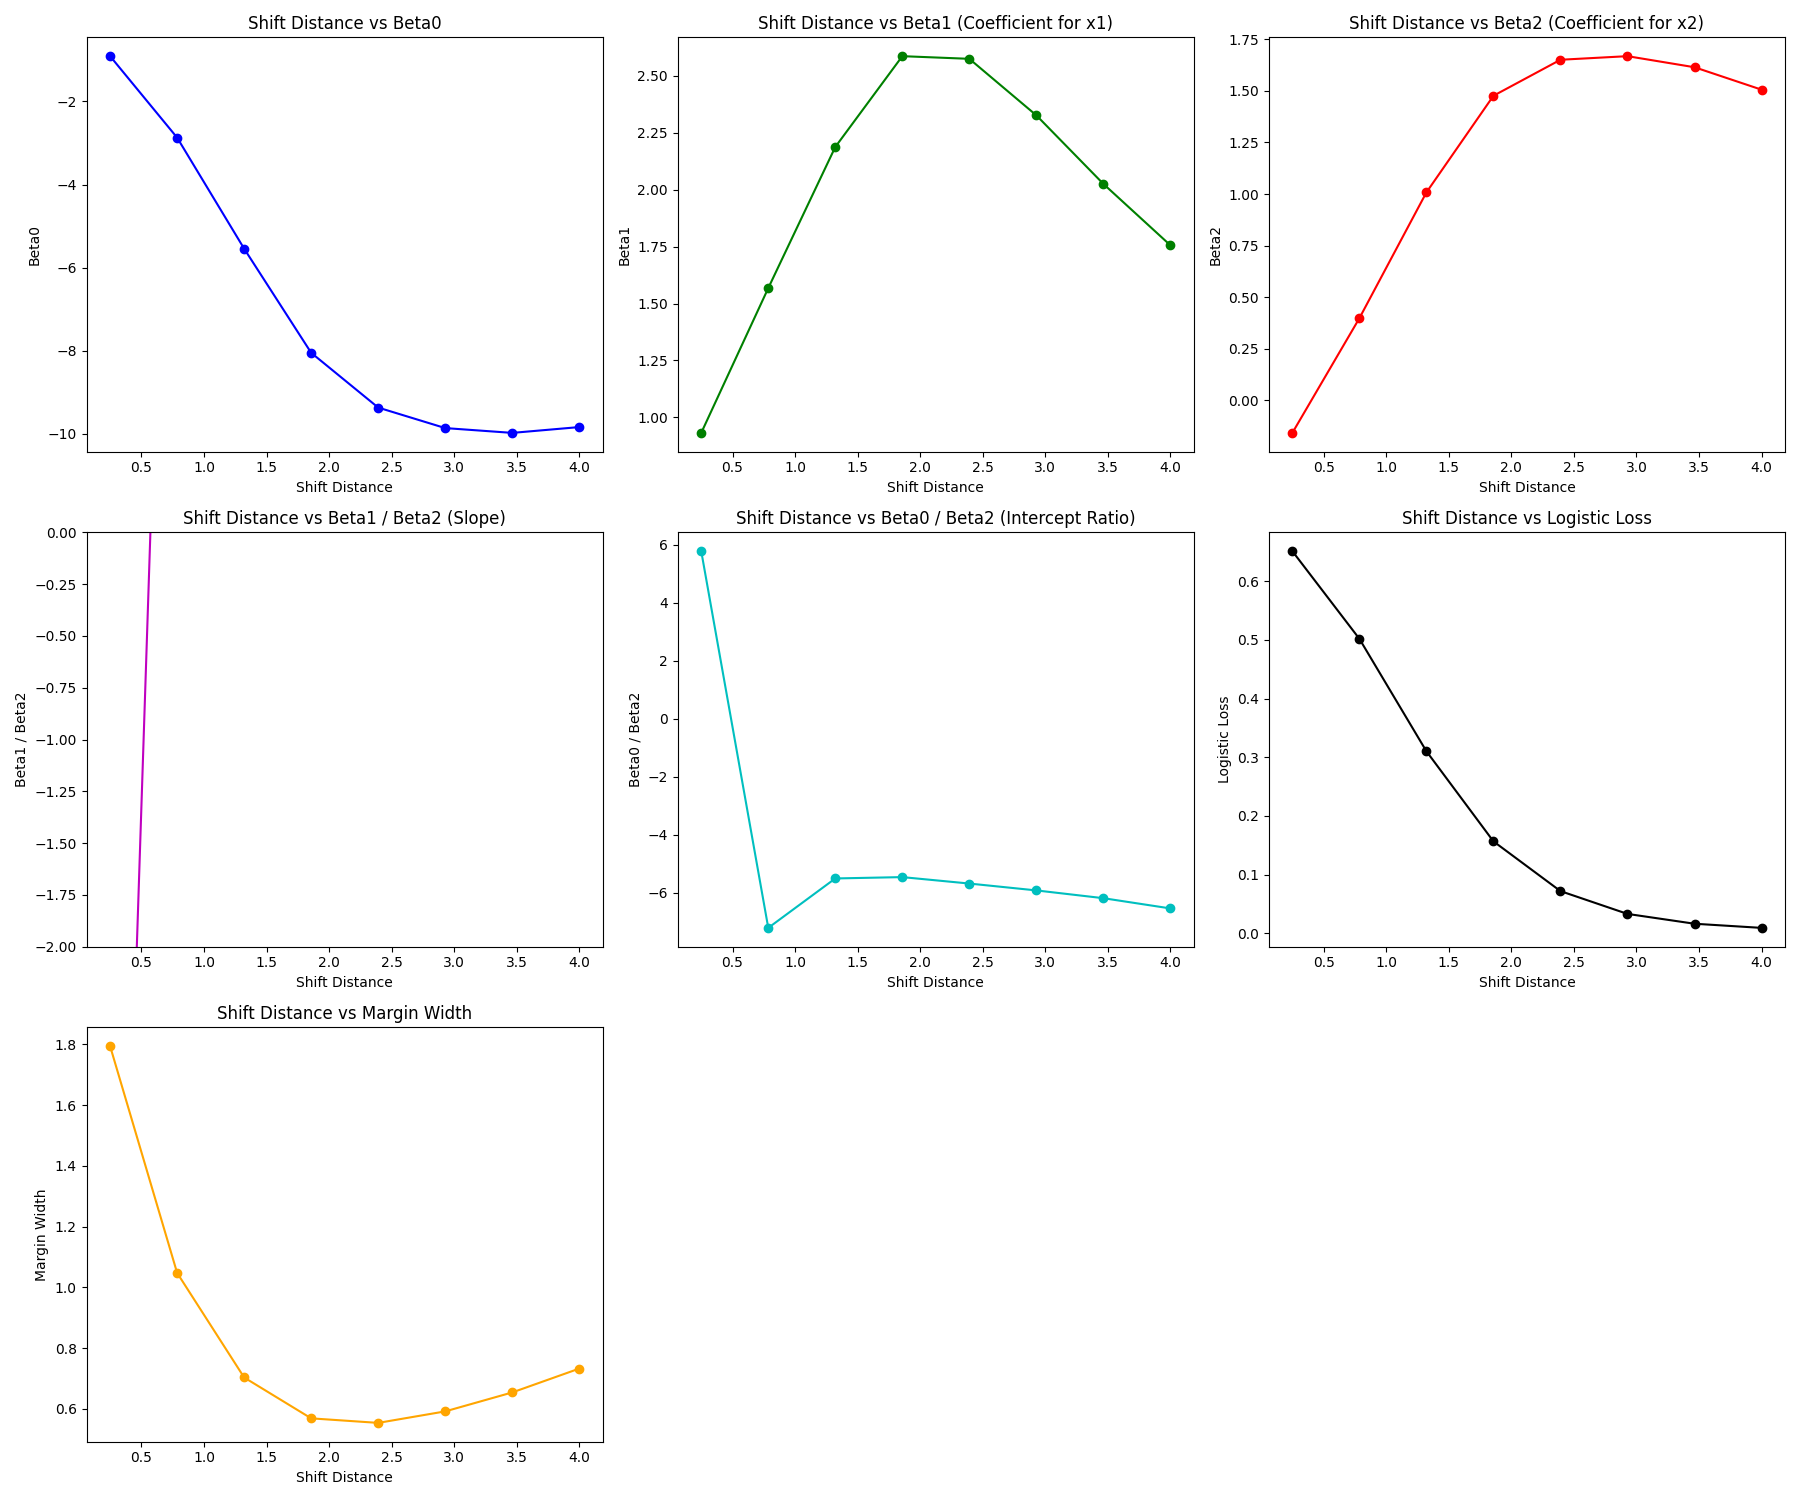 Shift Distance vs Beta0
Beta0
−2
−4
−6
−8
−10
0.5 1.0 1.5 2.0 2.5 3.0 3.5 4.0
Shift Distance
Shift Distance vs Beta1 (Coefficient for x1)
Beta1
2.50
2.25
2.00
1.75
1.50
1.25
1.00
0.5 1.0 1.5 2.0 2.5 3.0 3.5 4.0
Shift Distance
Shift Distance vs Beta2 (Coefficient for x2)
Beta2
1.75
1.50
1.25
1.00
0.75
0.50
0.25
0.00
0.5 1.0 1.5 2.0 2.5 3.0 3.5 4.0
Shift Distance
Shift Distance vs Beta1 / Beta2 (Slope)
Beta1 / Beta2
0.00
−0.25
−0.50
−0.75
−1.00
−1.25
−1.50
−1.75
−2.00
0.5 1.0 1.5 2.0 2.5 3.0 3.5 4.0
Shift Distance
Shift Distance vs Beta0 / Beta2 (Intercept Ratio)
Beta0 / Beta2
6
4
2
0
−2
−4
−6
0.5 1.0 1.5 2.0 2.5 3.0 3.5 4.0
Shift Distance
Shift Distance vs Logistic Loss
Logistic Loss
0.6
0.5
0.4
0.3
0.2
0.1
0.0
0.5 1.0 1.5 2.0 2.5 3.0 3.5 4.0
Shift Distance
Shift Distance vs Margin Width
Margin Width
1.8
1.6
1.4
1.2
1.0
0.8
0.6
0.5 1.0 1.5 2.0 2.5 3.0 3.5 4.0
Shift Distance